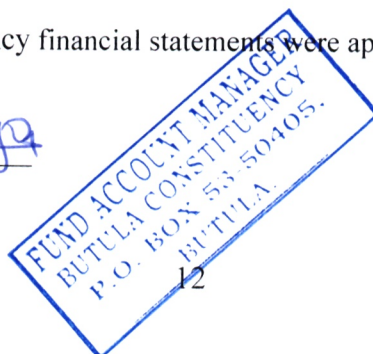 cy financial statements were ap
FUND ACCOUNT MANAGER
BUTULA CONSTITUENCY
P.O. BOX 53, 50405,
BUTULA.
12